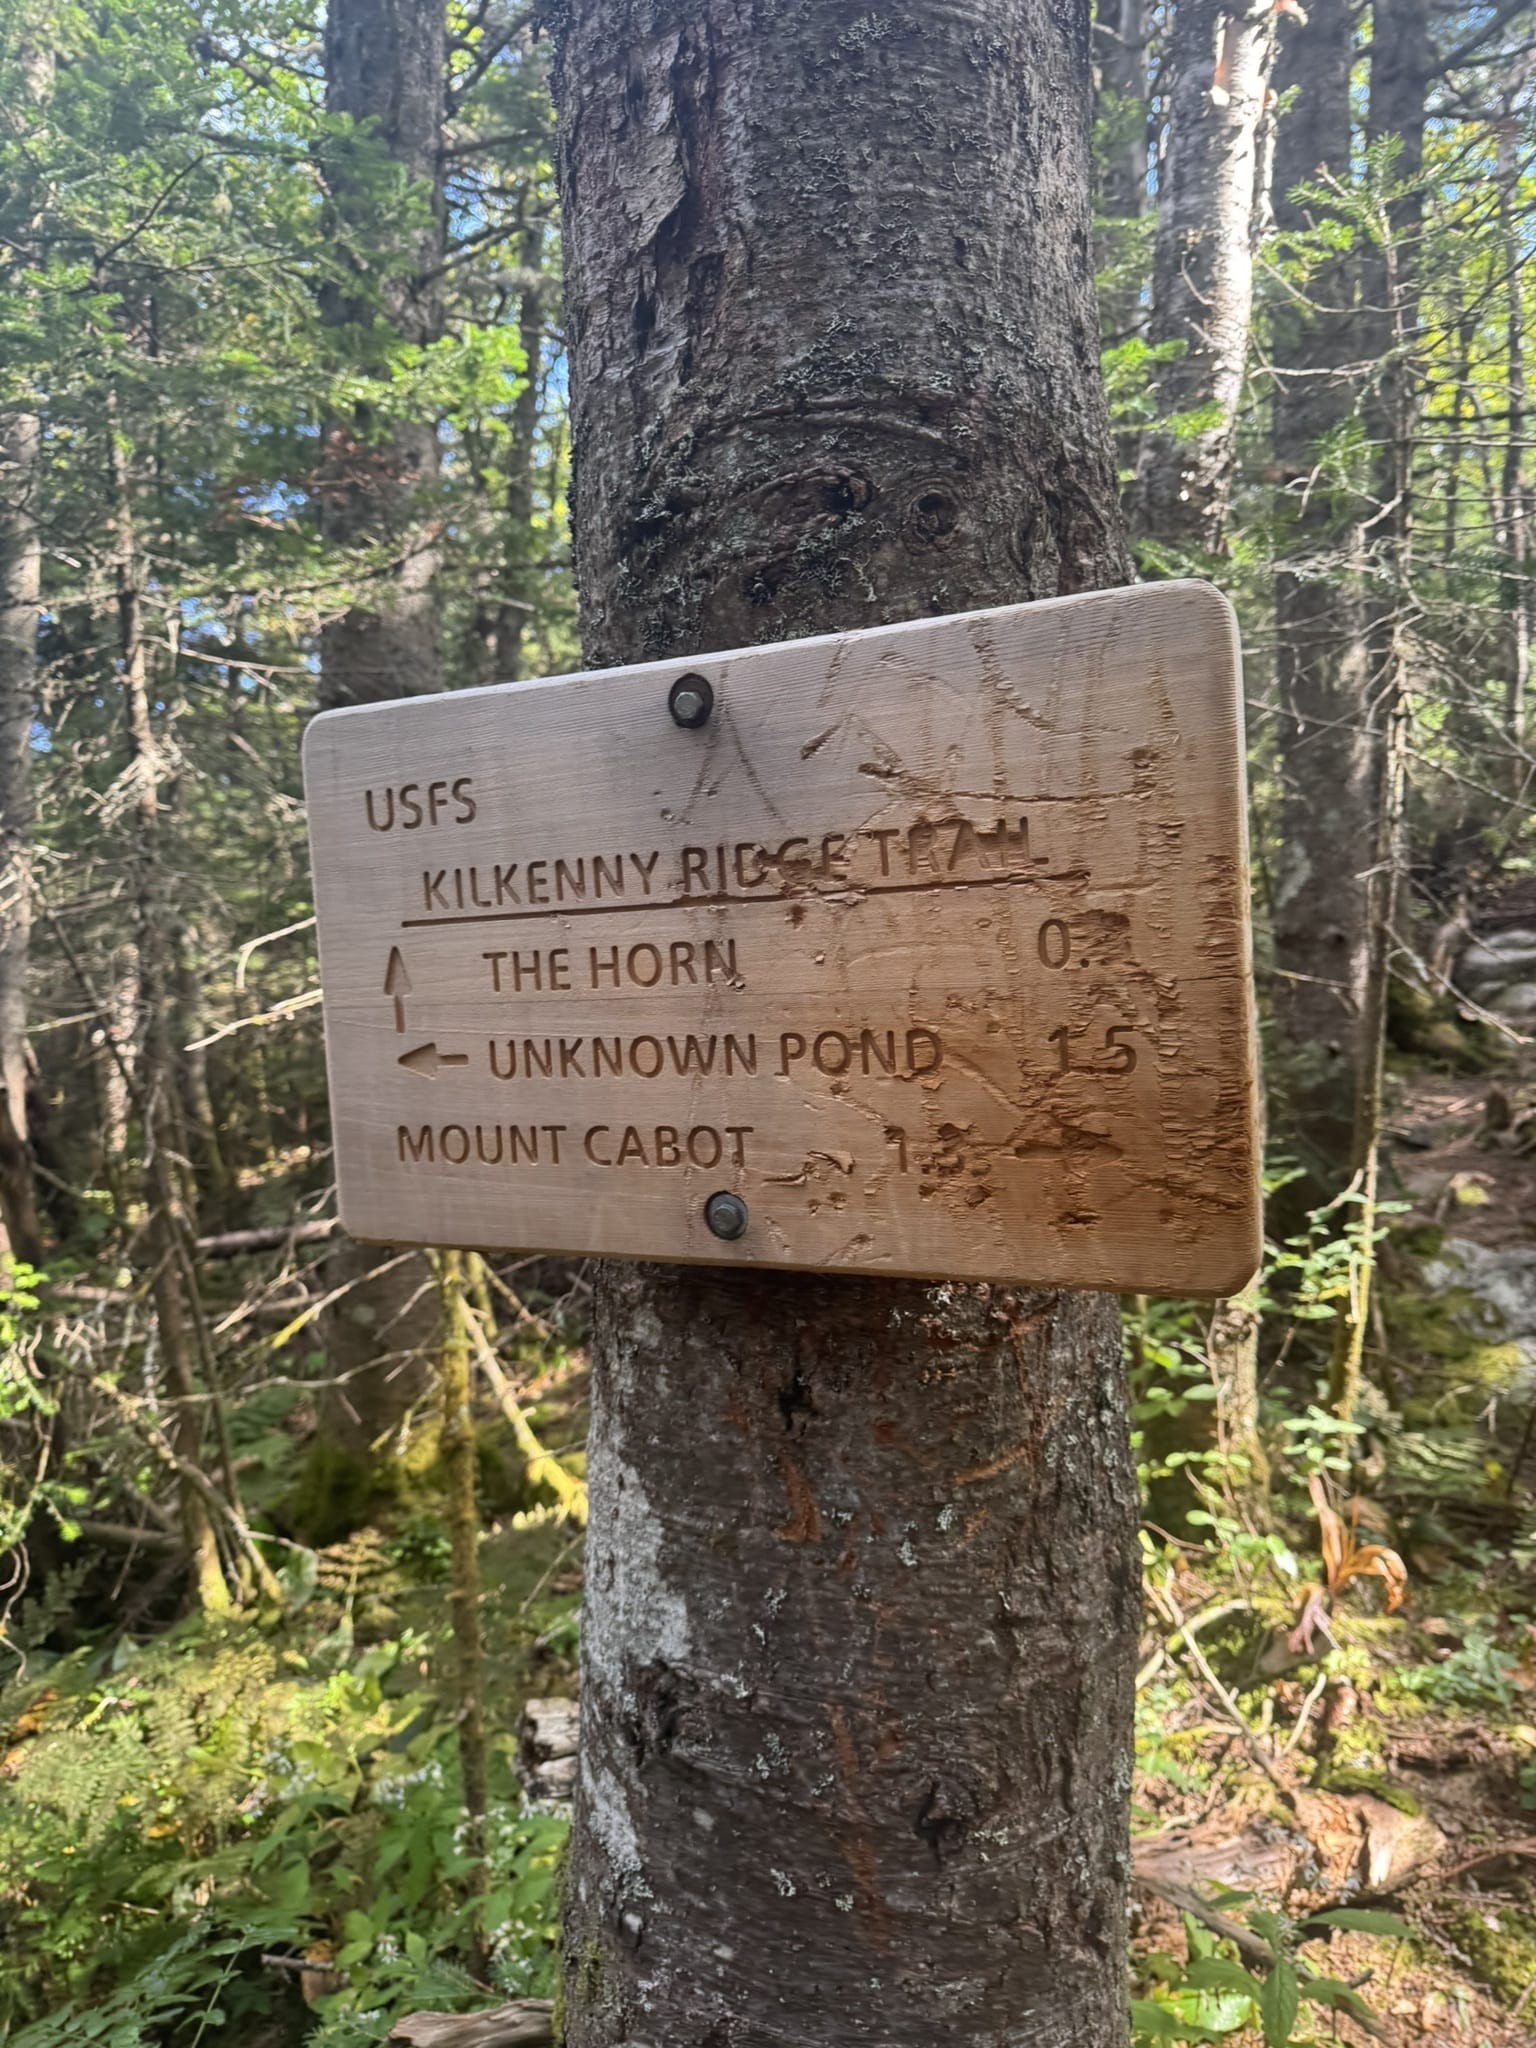 USFS
KILKENNY RIDGE TRAIL
↑ THE HORN
← UNKNOWN POND 1.5
MOUNT CABOT →